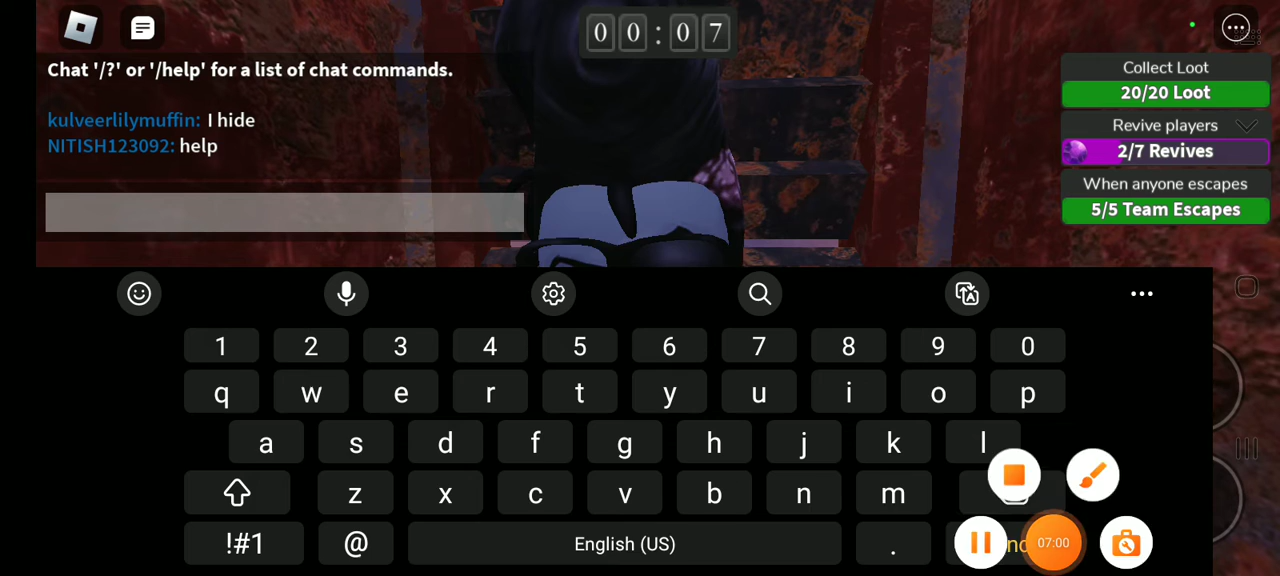 00:07
Chat '/?' or '/help' for a list of chat commands.
kulveerlilymuffin: I hide
NITISH123092: help
Collect Loot
20/20 Loot
Revive players
2/7 Revives
When anyone escapes
5/5 Team Escapes
1 2 3 4 5 6 7 8 9 0
q w e r t y u i o p
a s d f g h j k l
z x c v b n m
!#1 @ English (US) .
07:00